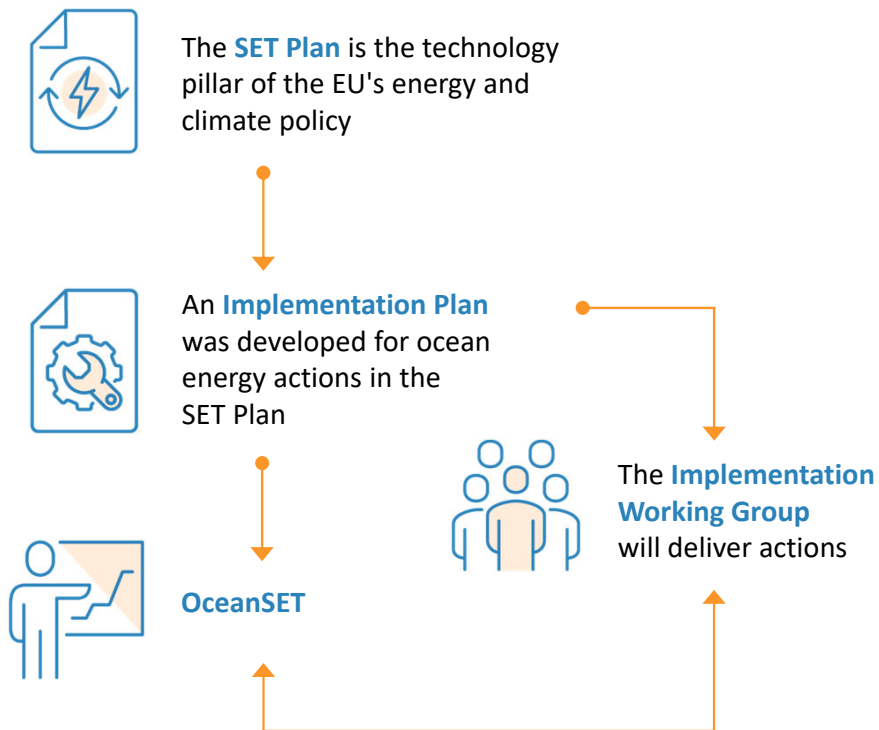 The SET Plan is the technology
pillar of the EU's energy and
climate policy
An Implementation Plan
was developed for ocean
energy actions in the
SET Plan
The Implementation
Working Group
will deliver actions
OceanSET